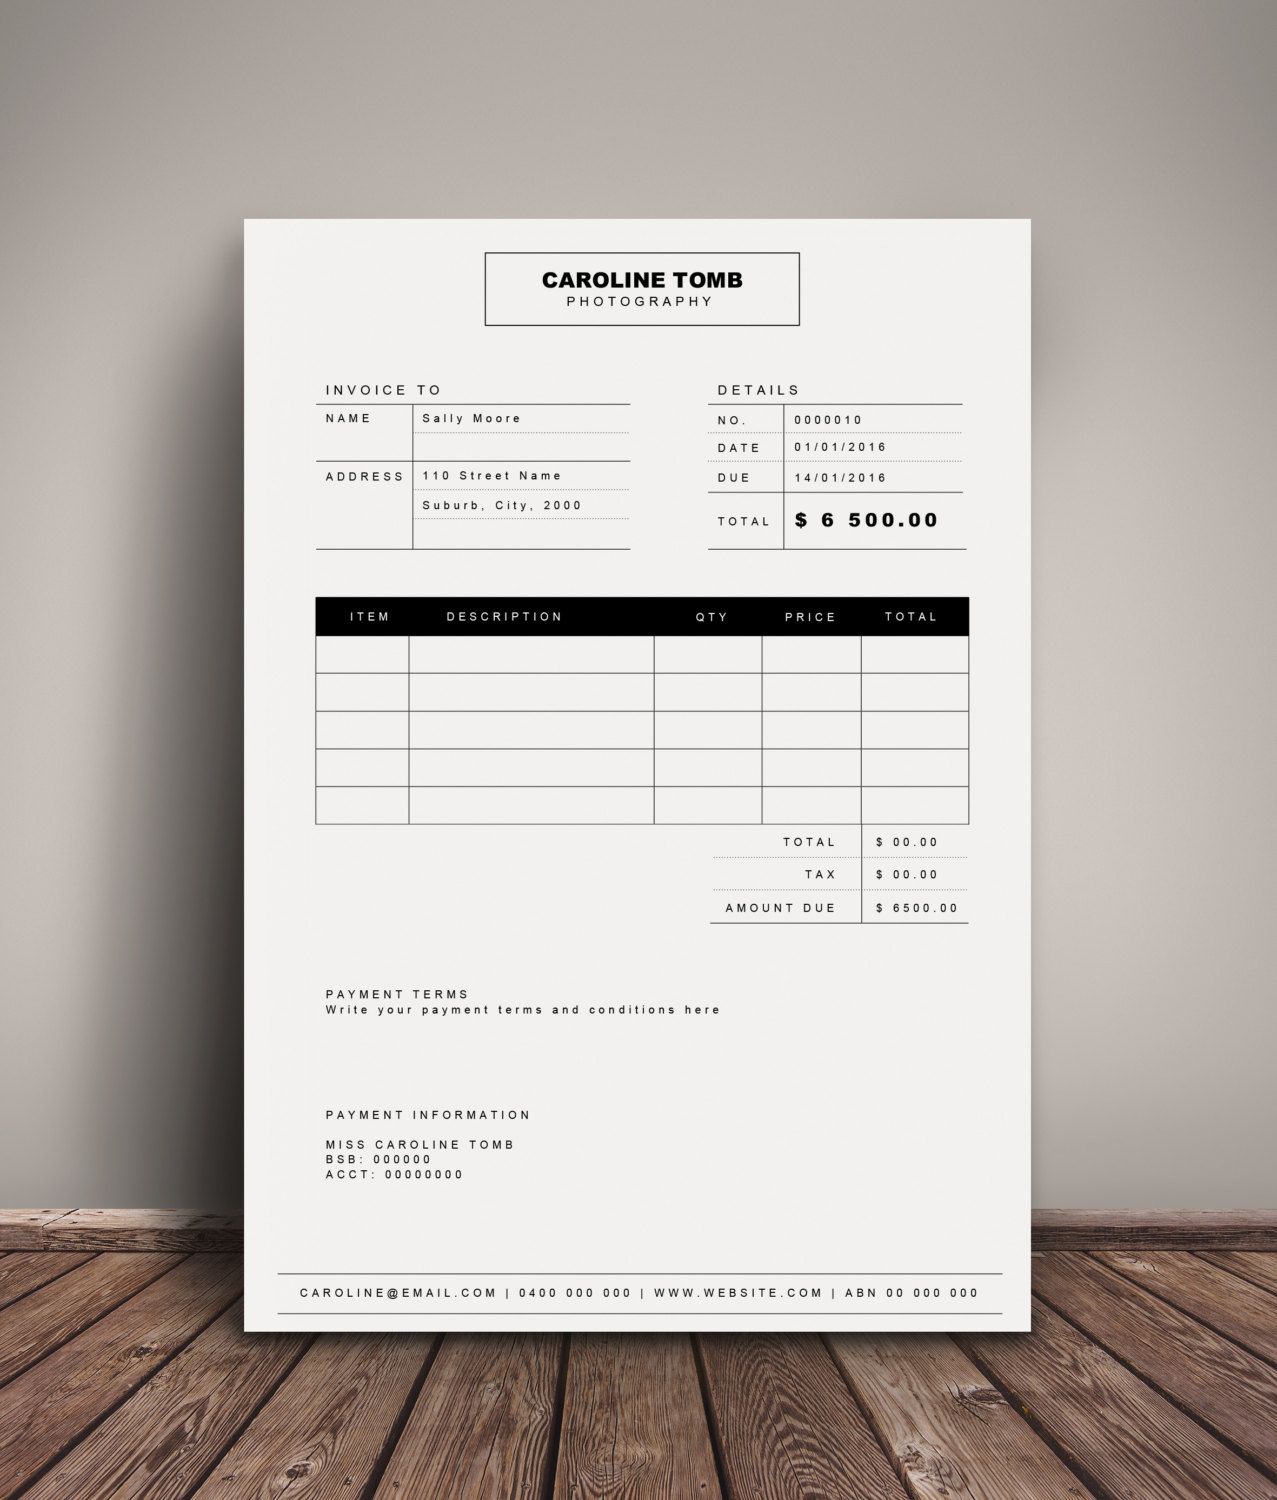 CAROLINE TOMB
PHOTOGRAPHY
INVOICE TO
NAME Sally Moore
ADDRESS 110 Street Name
Suburb, City, 2000
DETAILS
NO. 0000010
DATE 01/01/2016
DUE 14/01/2016
TOTAL $ 6 500.00
ITEM DESCRIPTION QTY PRICE TOTAL
TOTAL $ 00.00
TAX $ 00.00
AMOUNT DUE $ 6500.00
PAYMENT TERMS
Write your payment terms and conditions here
PAYMENT INFORMATION
MISS CAROLINE TOMB
BSB: 000000
ACCT: 00000000
CAROLINE@EMAIL.COM | 0400 000 000 | WWW.WEBSITE.COM | ABN 00 000 000